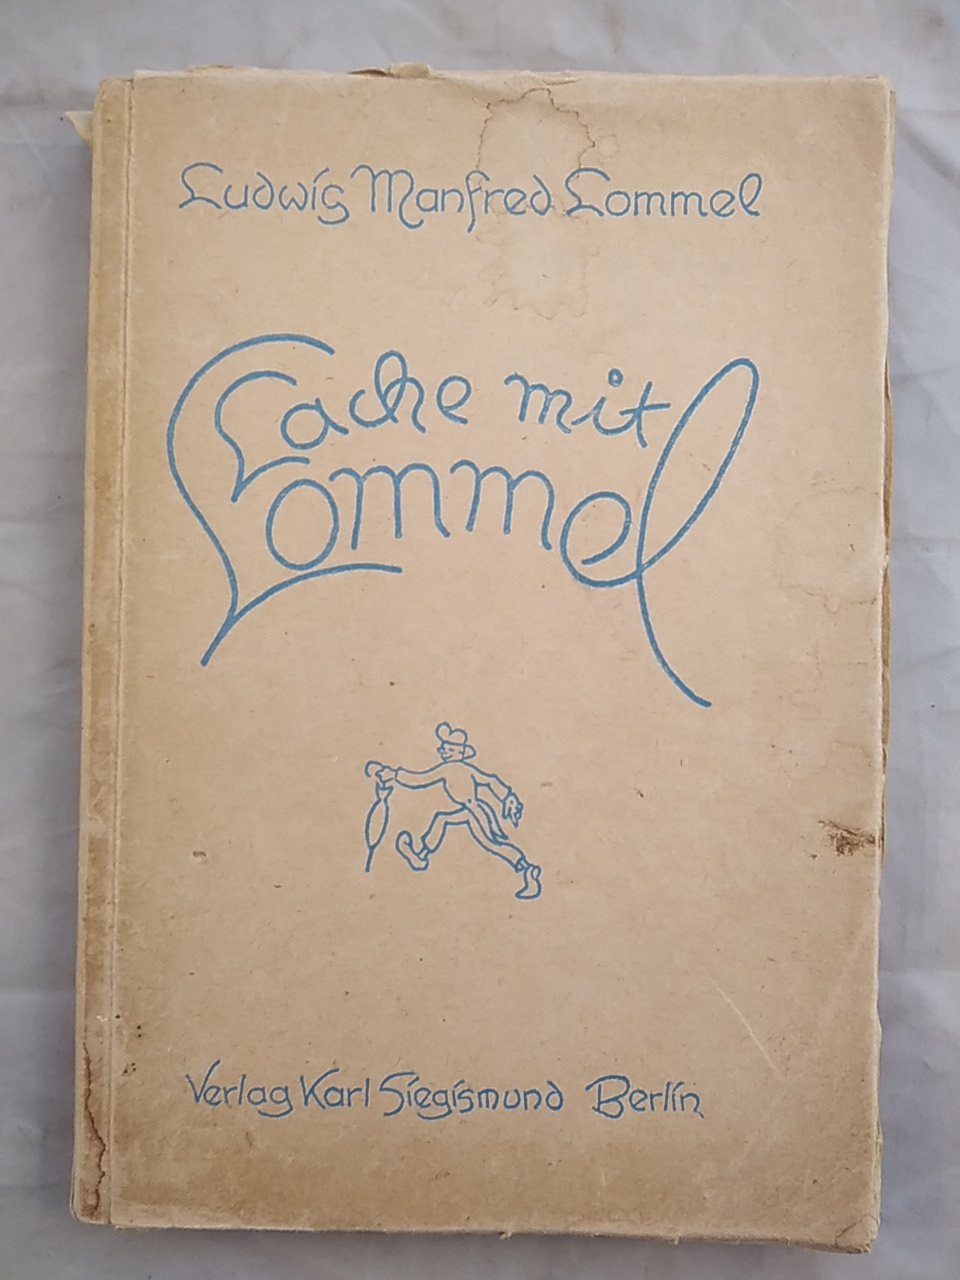 Ludwig Manfred Lommel
Lache mit
Lommel
Verlag Karl Siegismund Berlin